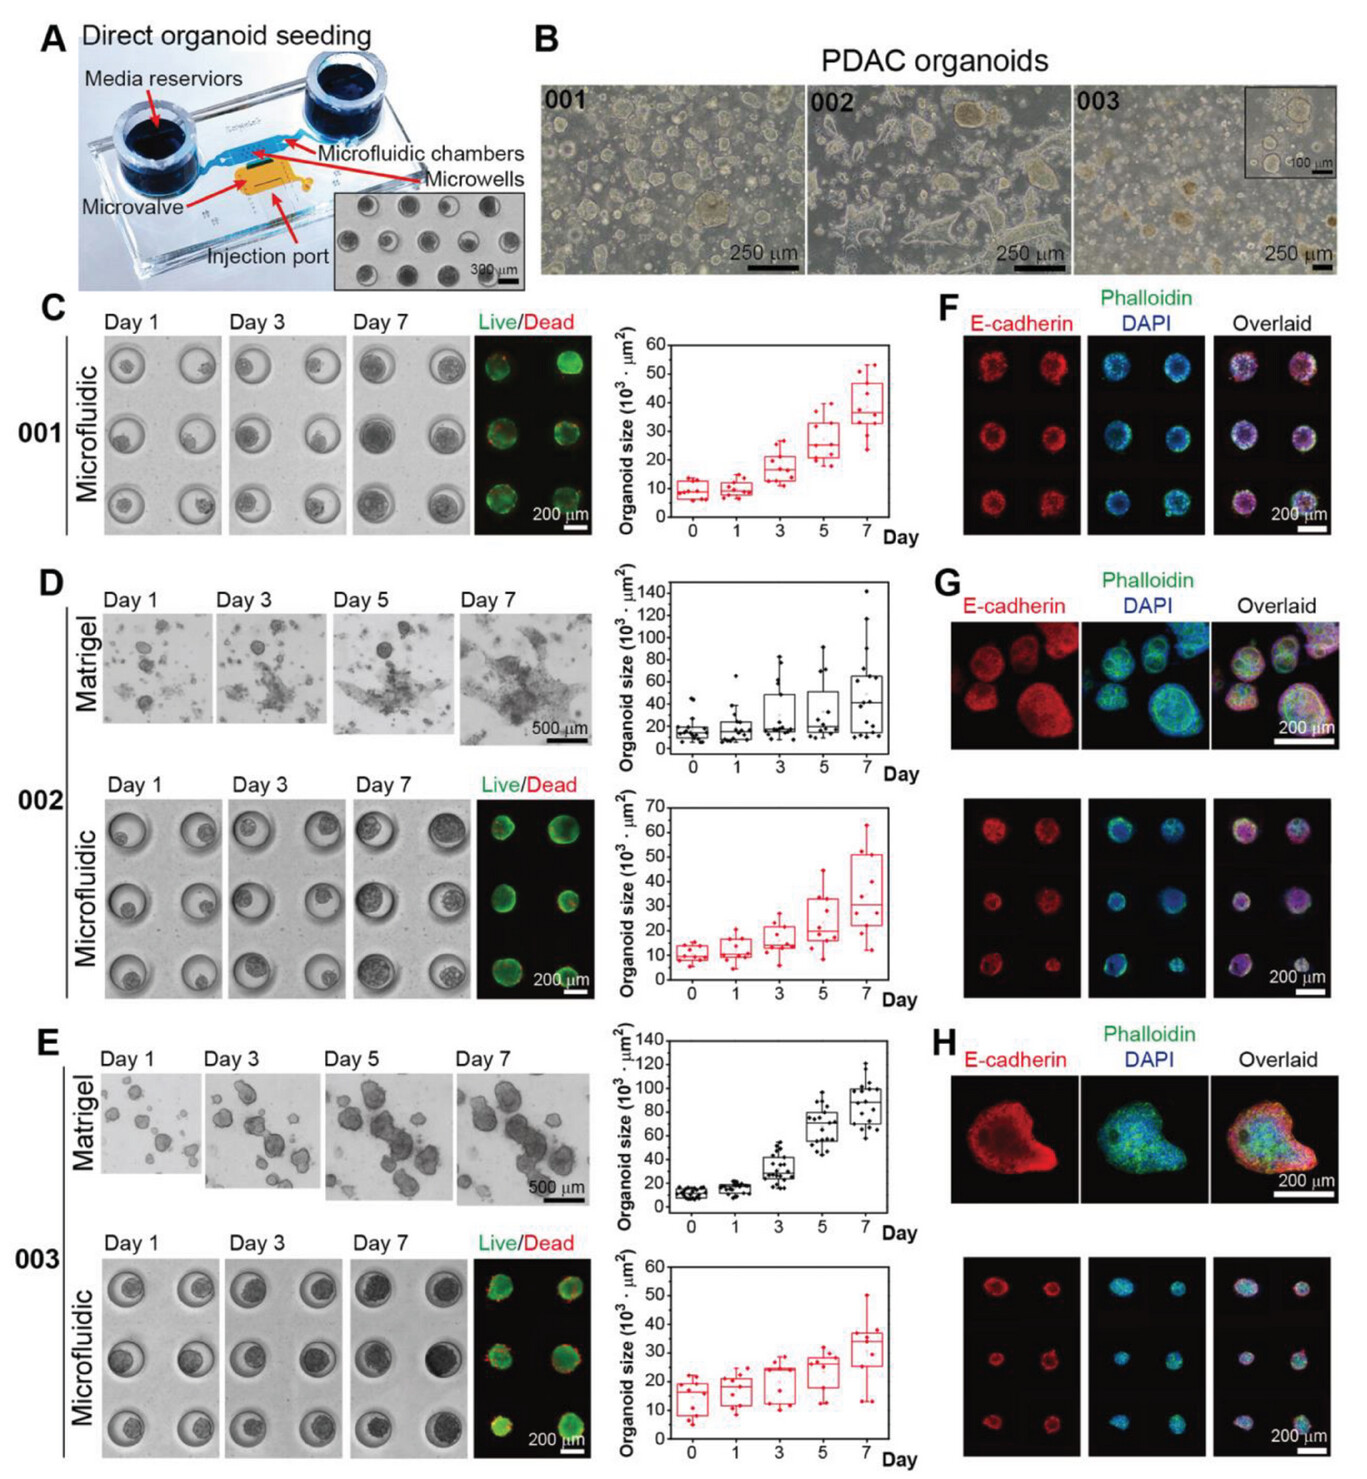 A Direct organoid seeding
Media reserviors
Microfluidic chambers
Microwells
Microvalve
Injection port
300 μm
B PDAC organoids
001
250 μm
002
250 μm
003
100 μm
250 μm
C
001
Microfluidic
Day 1 Day 3 Day 7 Live/Dead
200 μm
Organoid size (10³ · μm²)
60
50
40
30
20
10
0
0 1 3 5 7 Day
F E-cadherin Phalloidin DAPI Overlaid
200 μm
D
002
Matrigel
Day 1 Day 3 Day 5 Day 7
500 μm
Organoid size (10³ · μm²)
140
120
100
80
60
40
20
0
0 1 3 5 7 Day
Microfluidic
Day 1 Day 3 Day 7 Live/Dead
200 μm
Organoid size (10³ · μm²)
70
60
50
40
30
20
10
0
0 1 3 5 7 Day
G E-cadherin Phalloidin DAPI Overlaid
200 μm
200 μm
E
003
Matrigel
Day 1 Day 3 Day 5 Day 7
500 μm
Organoid size (10³ · μm²)
140
120
100
80
60
40
20
0
0 1 3 5 7 Day
Microfluidic
Day 1 Day 3 Day 7 Live/Dead
200 μm
Organoid size (10³ · μm²)
60
50
40
30
20
10
0
0 1 3 5 7 Day
H E-cadherin Phalloidin DAPI Overlaid
200 μm
200 μm